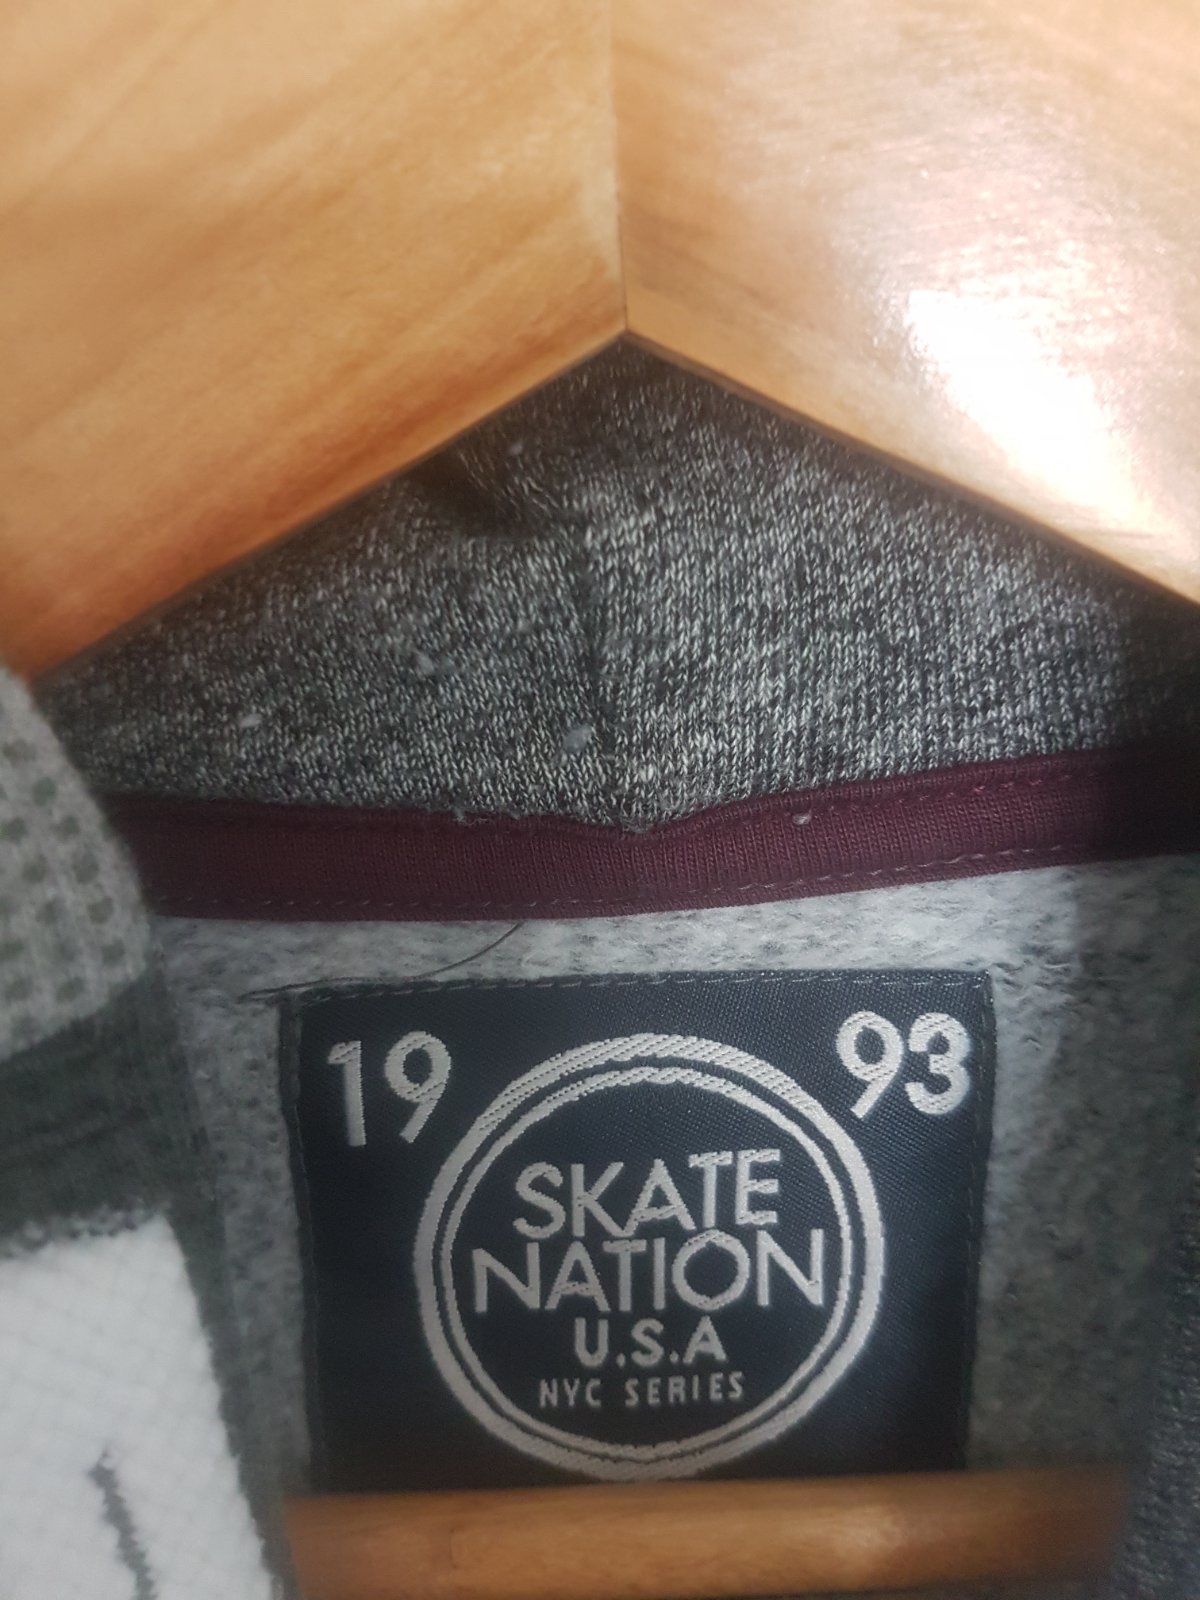 19 93
SKATE
NATION
U.S.A
NYC SERIES